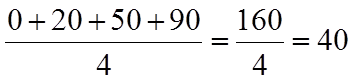 (0+20+50+90)/4 = 160/4 = 40